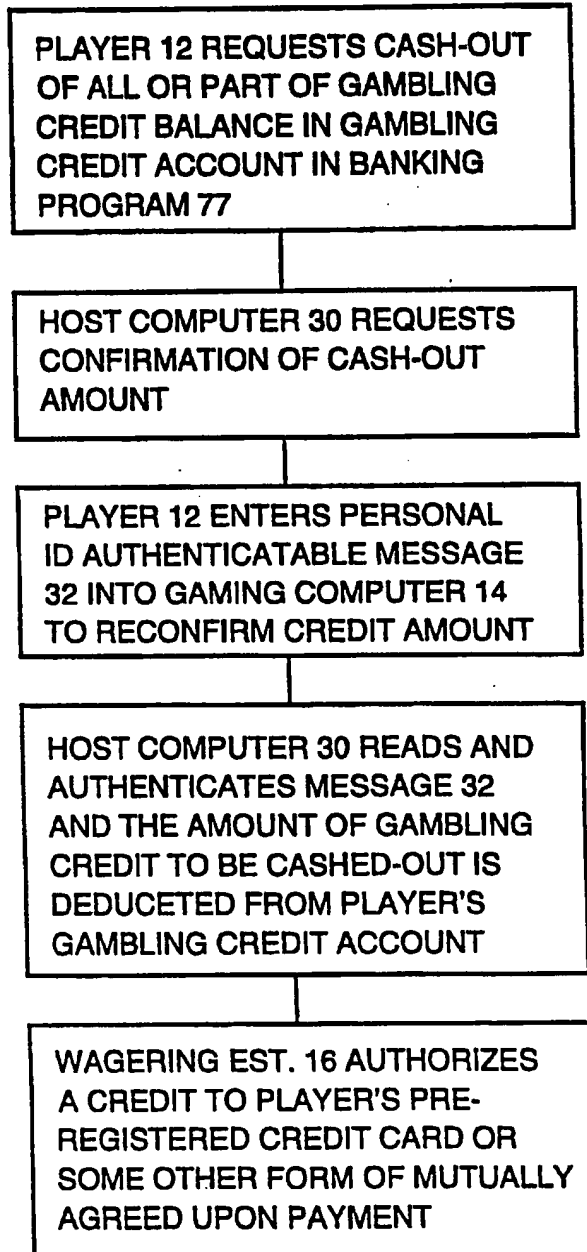 PLAYER 12 REQUESTS CASH-OUT
OF ALL OR PART OF GAMBLING
CREDIT BALANCE IN GAMBLING
CREDIT ACCOUNT IN BANKING
PROGRAM 77
HOST COMPUTER 30 REQUESTS
CONFIRMATION OF CASH-OUT
AMOUNT
PLAYER 12 ENTERS PERSONAL
ID AUTHENTICATABLE MESSAGE
32 INTO GAMING COMPUTER 14
TO RECONFIRM CREDIT AMOUNT
HOST COMPUTER 30 READS AND
AUTHENTICATES MESSAGE 32
AND THE AMOUNT OF GAMBLING
CREDIT TO BE CASHED-OUT IS
DEDUCETED FROM PLAYER'S
GAMBLING CREDIT ACCOUNT
WAGERING EST. 16 AUTHORIZES
A CREDIT TO PLAYER'S PRE-
REGISTERED CREDIT CARD OR
SOME OTHER FORM OF MUTUALLY
AGREED UPON PAYMENT